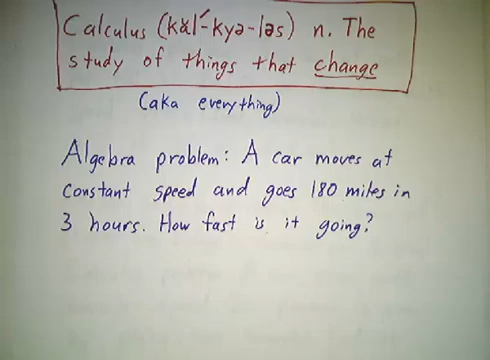 Calculus (kăl′-kyə-ləs) n. The
study of things that change
(aka everything)
Algebra problem: A car moves at
constant speed and goes 180 miles in
3 hours. How fast is it going?